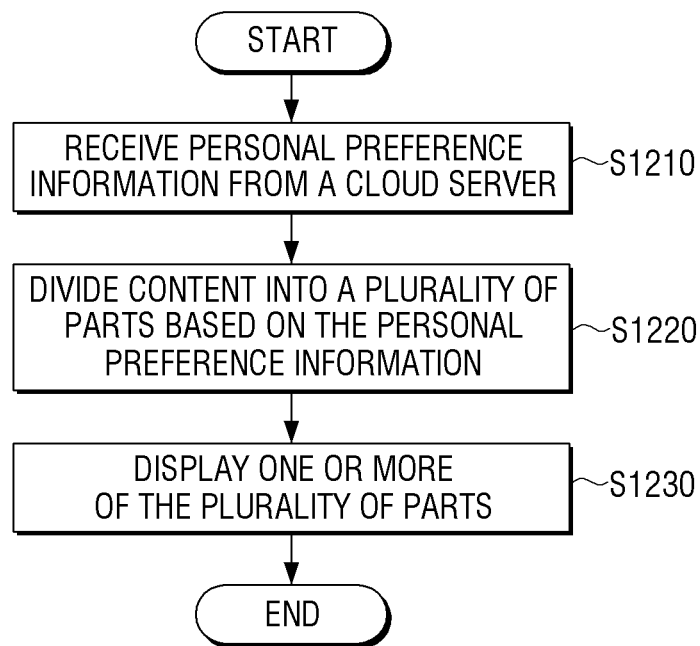 START
RECEIVE PERSONAL PREFERENCE
INFORMATION FROM A CLOUD SERVER
S1210
DIVIDE CONTENT INTO A PLURALITY OF
PARTS BASED ON THE PERSONAL
PREFERENCE INFORMATION
S1220
DISPLAY ONE OR MORE
OF THE PLURALITY OF PARTS
S1230
END